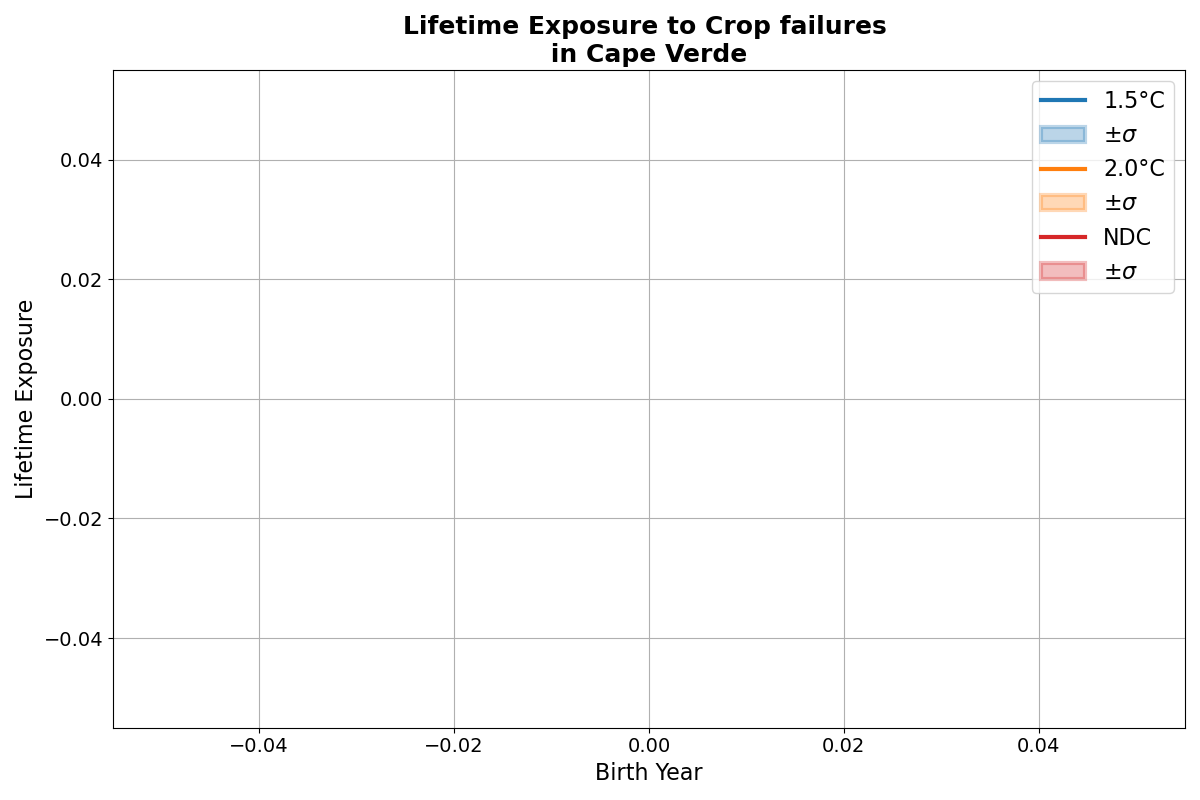 Lifetime Exposure to Crop failures
in Cape Verde
1.5°C
±σ
2.0°C
±σ
NDC
±σ
Lifetime Exposure
0.04
0.02
0.00
−0.02
−0.04
−0.04
−0.02
0.00
0.02
0.04
Birth Year